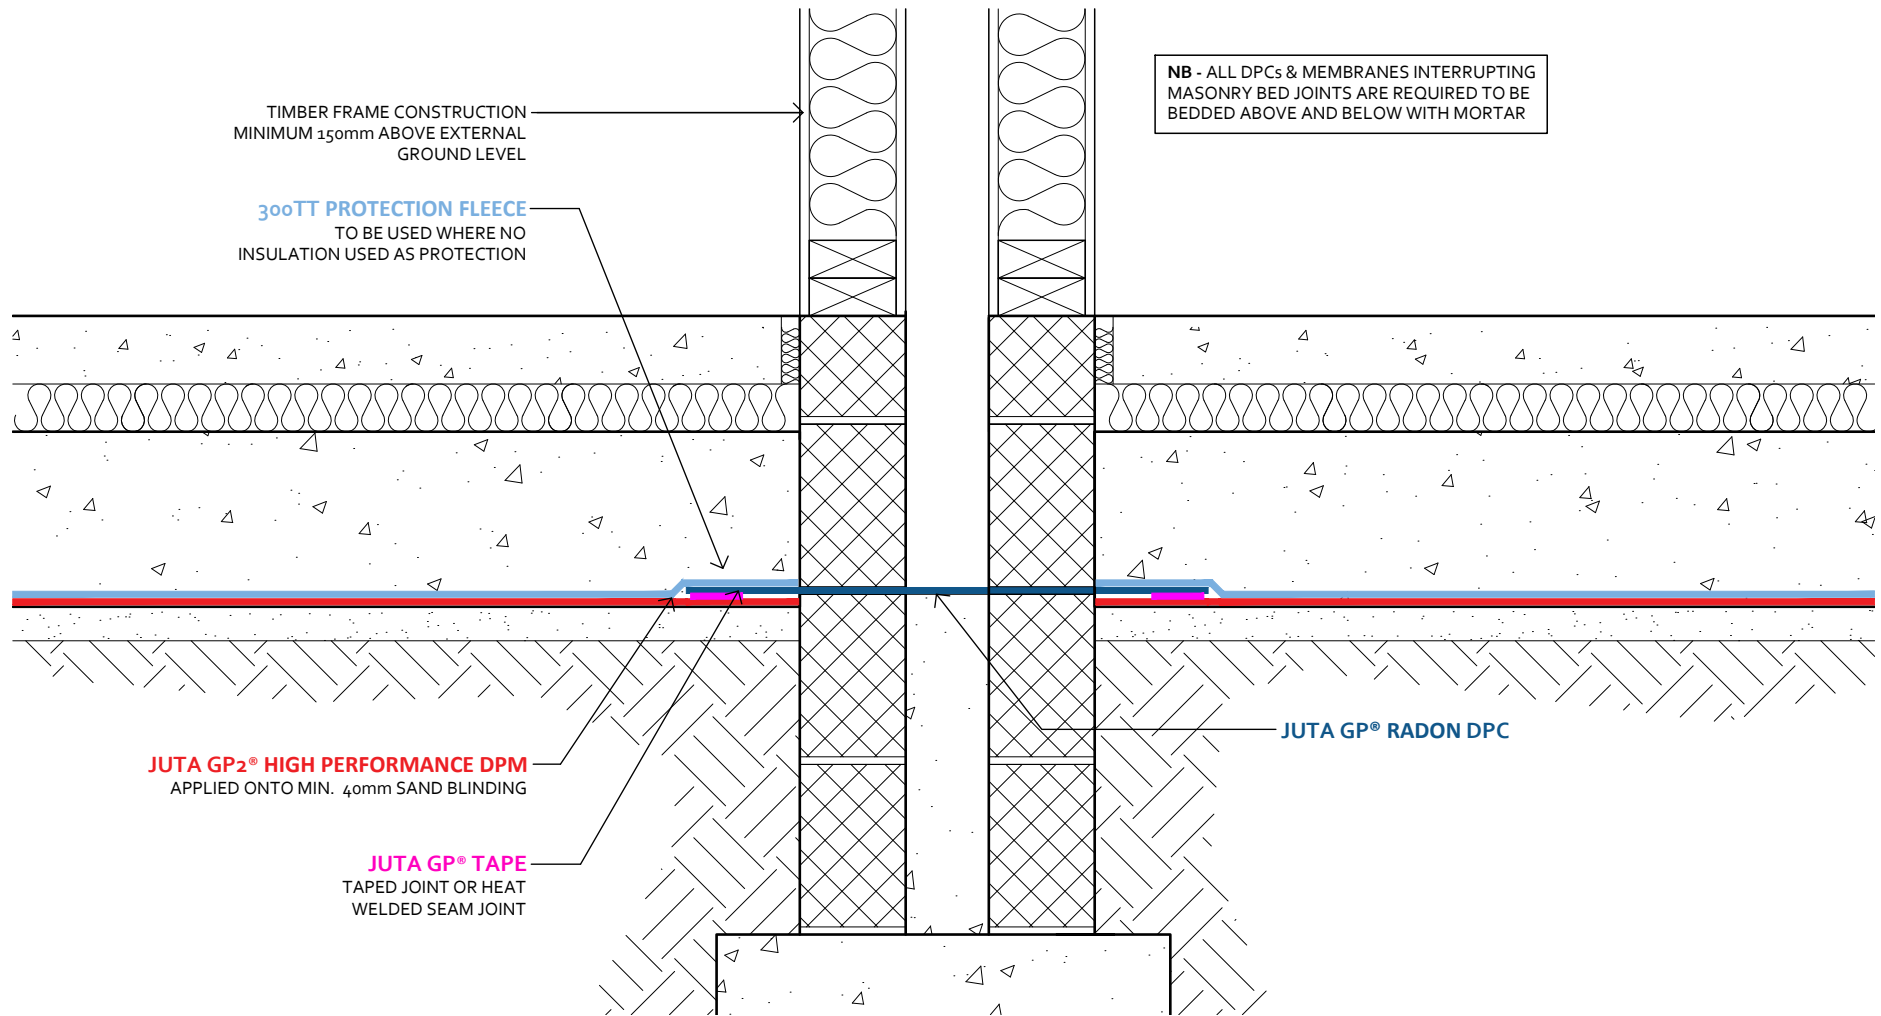 TIMBER FRAME CONSTRUCTION
MINIMUM 150mm ABOVE EXTERNAL
GROUND LEVEL
300TT PROTECTION FLEECE
TO BE USED WHERE NO
INSULATION USED AS PROTECTION
NB - ALL DPCs & MEMBRANES INTERRUPTING
MASONRY BED JOINTS ARE REQUIRED TO BE
BEDDED ABOVE AND BELOW WITH MORTAR
JUTA GP® RADON DPC
JUTA GP2® HIGH PERFORMANCE DPM
APPLIED ONTO MIN. 40mm SAND BLINDING
JUTA GP® TAPE
TAPED JOINT OR HEAT
WELDED SEAM JOINT